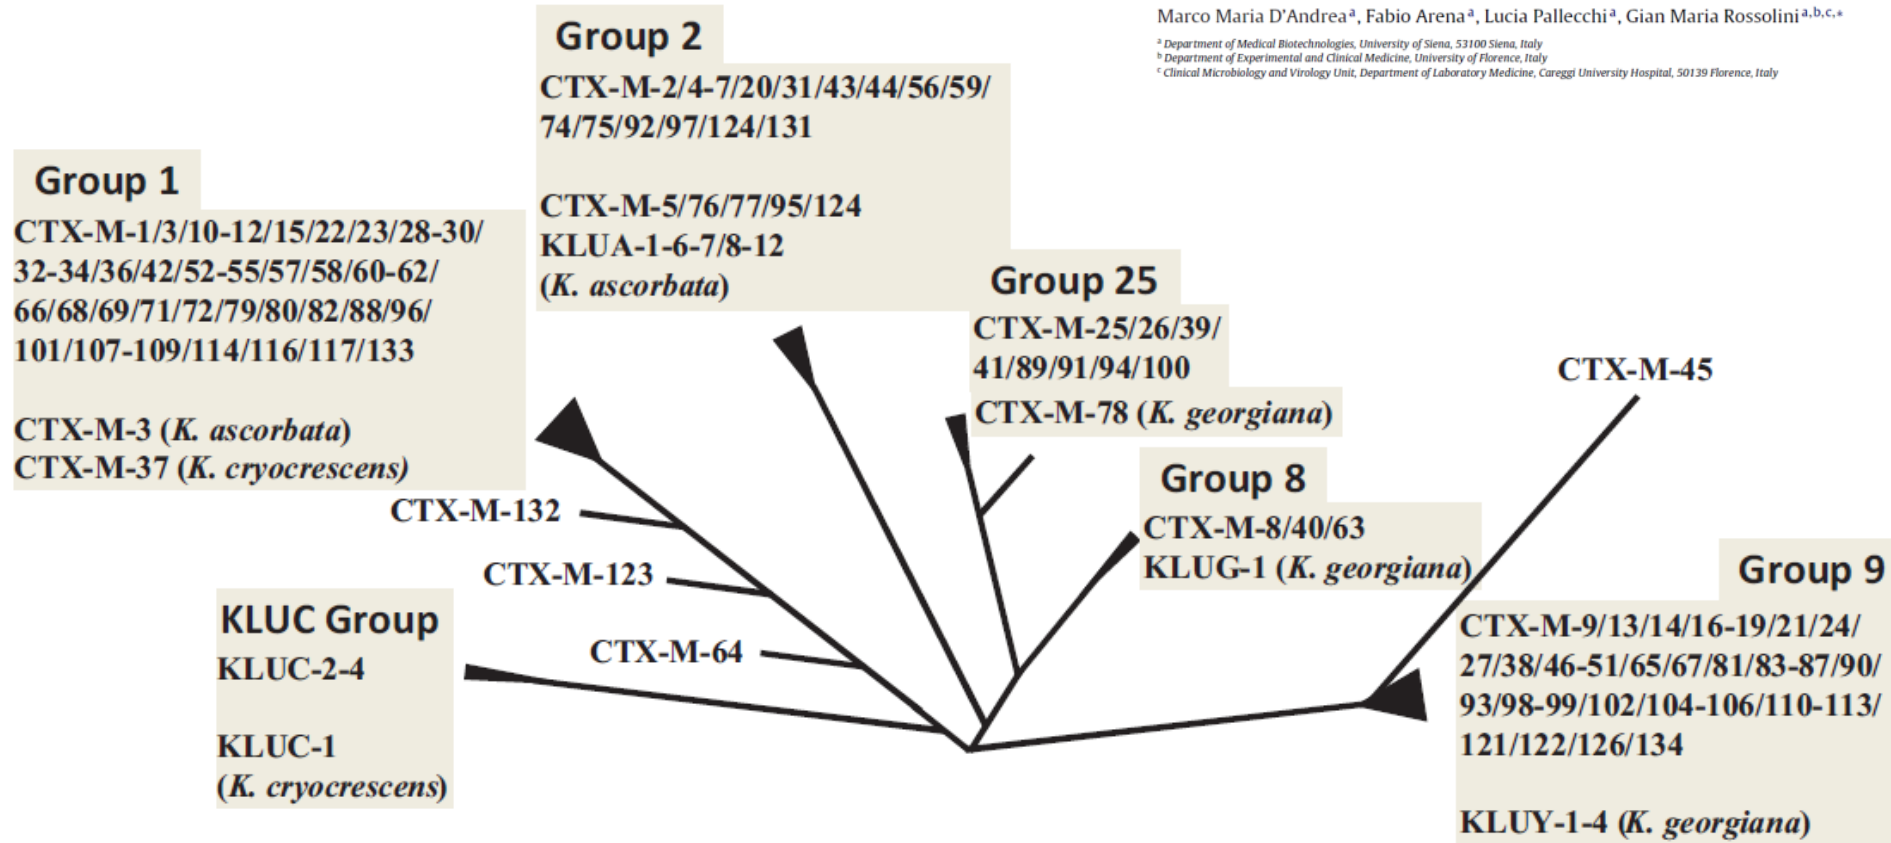 Marco Maria D'Andrea a, Fabio Arena a, Lucia Pallecchi a, Gian Maria Rossolini a,b,c,*
a Department of Medical Biotechnologies, University of Siena, 53100 Siena, Italy
b Department of Experimental and Clinical Medicine, University of Florence, Italy
c Clinical Microbiology and Virology Unit, Department of Laboratory Medicine, Careggi University Hospital, 50139 Florence, Italy
Group 2
CTX-M-2/4-7/20/31/43/44/56/59/
74/75/92/97/124/131
CTX-M-5/76/77/95/124
KLUA-1-6-7/8-12
(K. ascorbata)
Group 1
CTX-M-1/3/10-12/15/22/23/28-30/
32-34/36/42/52-55/57/58/60-62/
66/68/69/71/72/79/80/82/88/96/
101/107-109/114/116/117/133
CTX-M-3 (K. ascorbata)
CTX-M-37 (K. cryocrescens)
Group 25
CTX-M-25/26/39/
41/89/91/94/100
CTX-M-78 (K. georgiana)
CTX-M-45
Group 8
CTX-M-8/40/63
KLUG-1 (K. georgiana)
CTX-M-132
CTX-M-123
CTX-M-64
KLUC Group
KLUC-2-4
KLUC-1
(K. cryocrescens)
Group 9
CTX-M-9/13/14/16-19/21/24/
27/38/46-51/65/67/81/83-87/90/
93/98-99/102/104-106/110-113/
121/122/126/134
KLUY-1-4 (K. georgiana)